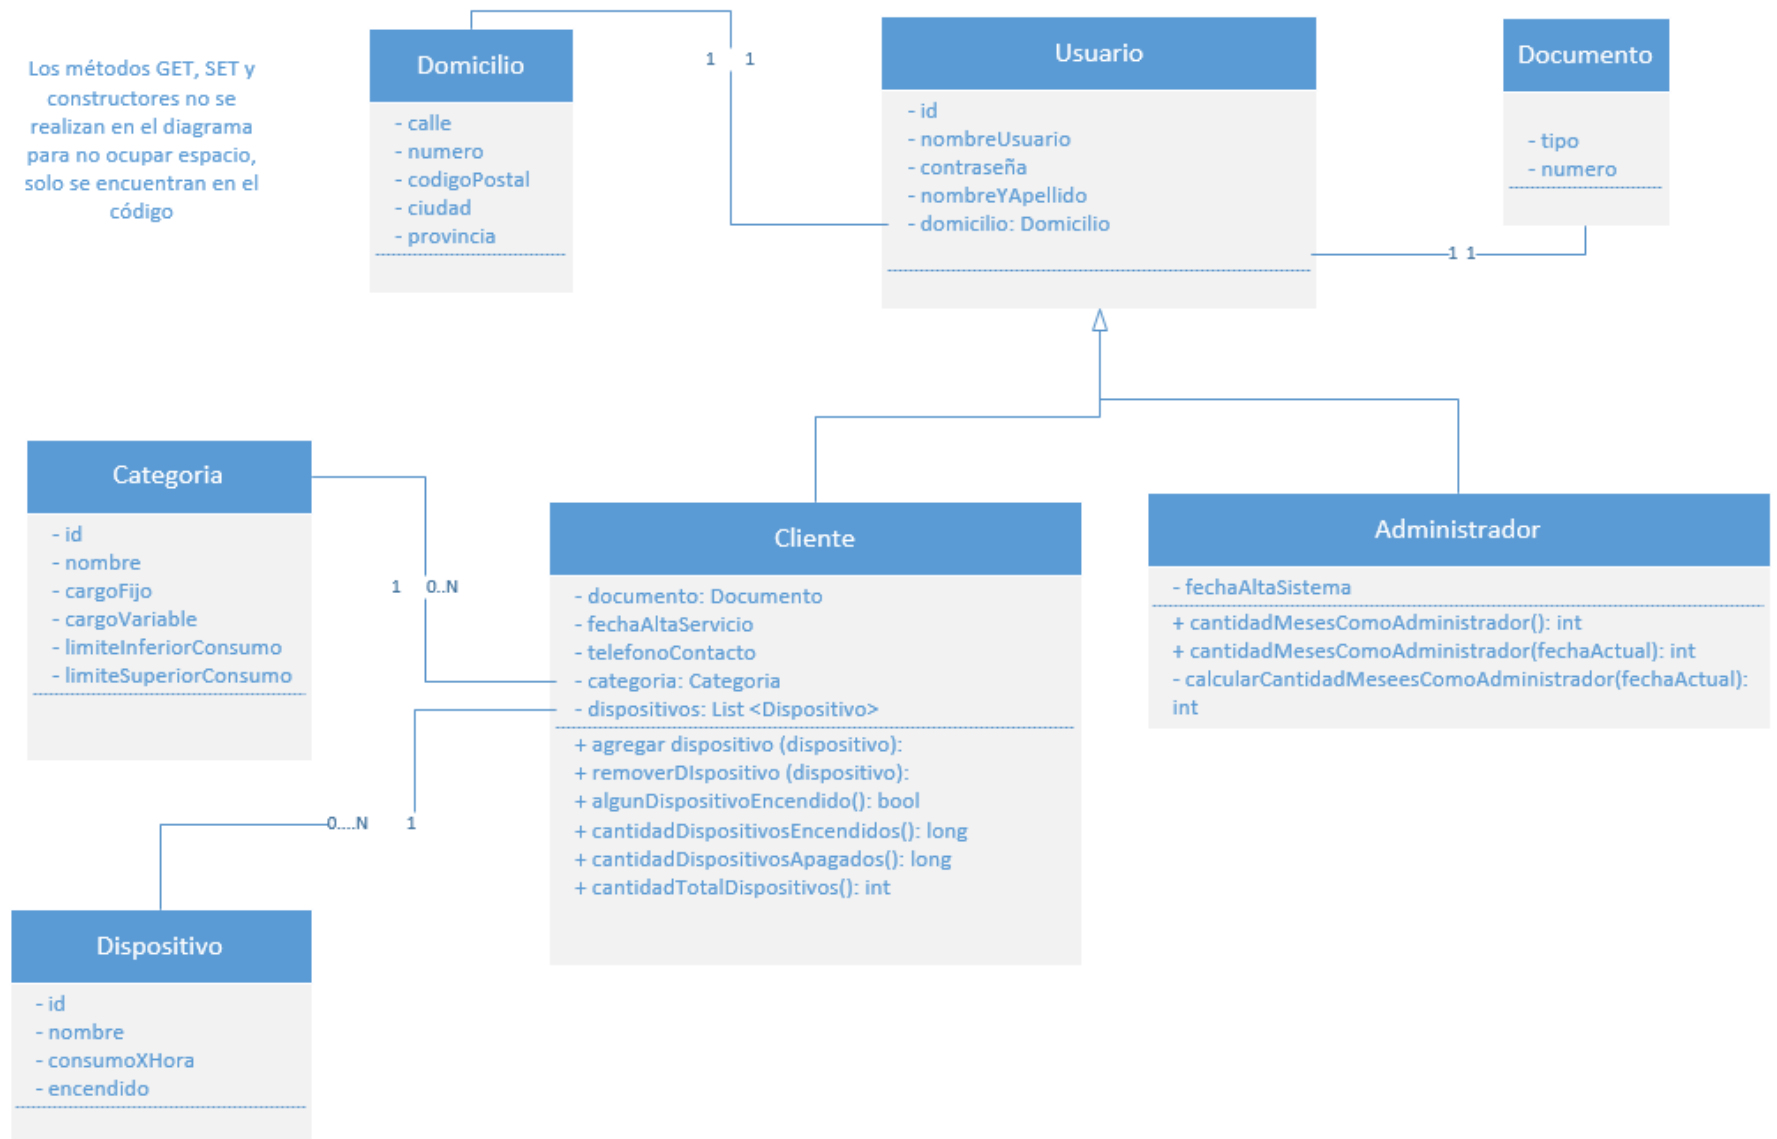 Los métodos GET, SET y
constructores no se
realizan en el diagrama
para no ocupar espacio,
solo se encuentran en el
código
Domicilio
- calle
- numero
- codigoPostal
- ciudad
- provincia
1 1
Usuario
- id
- nombreUsuario
- contraseña
- nombreYApellido
- domicilio: Domicilio
Documento
- tipo
- numero
1 1
Categoria
- id
- nombre
- cargoFijo
- cargoVariable
- limiteInferiorConsumo
- limiteSuperiorConsumo
1 0..N
Cliente
- documento: Documento
- fechaAltaServicio
- telefonoContacto
- categoria: Categoria
- dispositivos: List <Dispositivo>
+ agregar dispositivo (dispositivo):
+ removerDIspositivo (dispositivo):
+ algunDispositivoEncendido(): bool
+ cantidadDispositivosEncendidos(): long
+ cantidadDispositivosApagados(): long
+ cantidadTotalDispositivos(): int
Administrador
- fechaAltaSistema
+ cantidadMesesComoAdministrador(): int
+ cantidadMesesComoAdministrador(fechaActual): int
- calcularCantidadMeseesComoAdministrador(fechaActual):
int
0....N 1
Dispositivo
- id
- nombre
- consumoXHora
- encendido